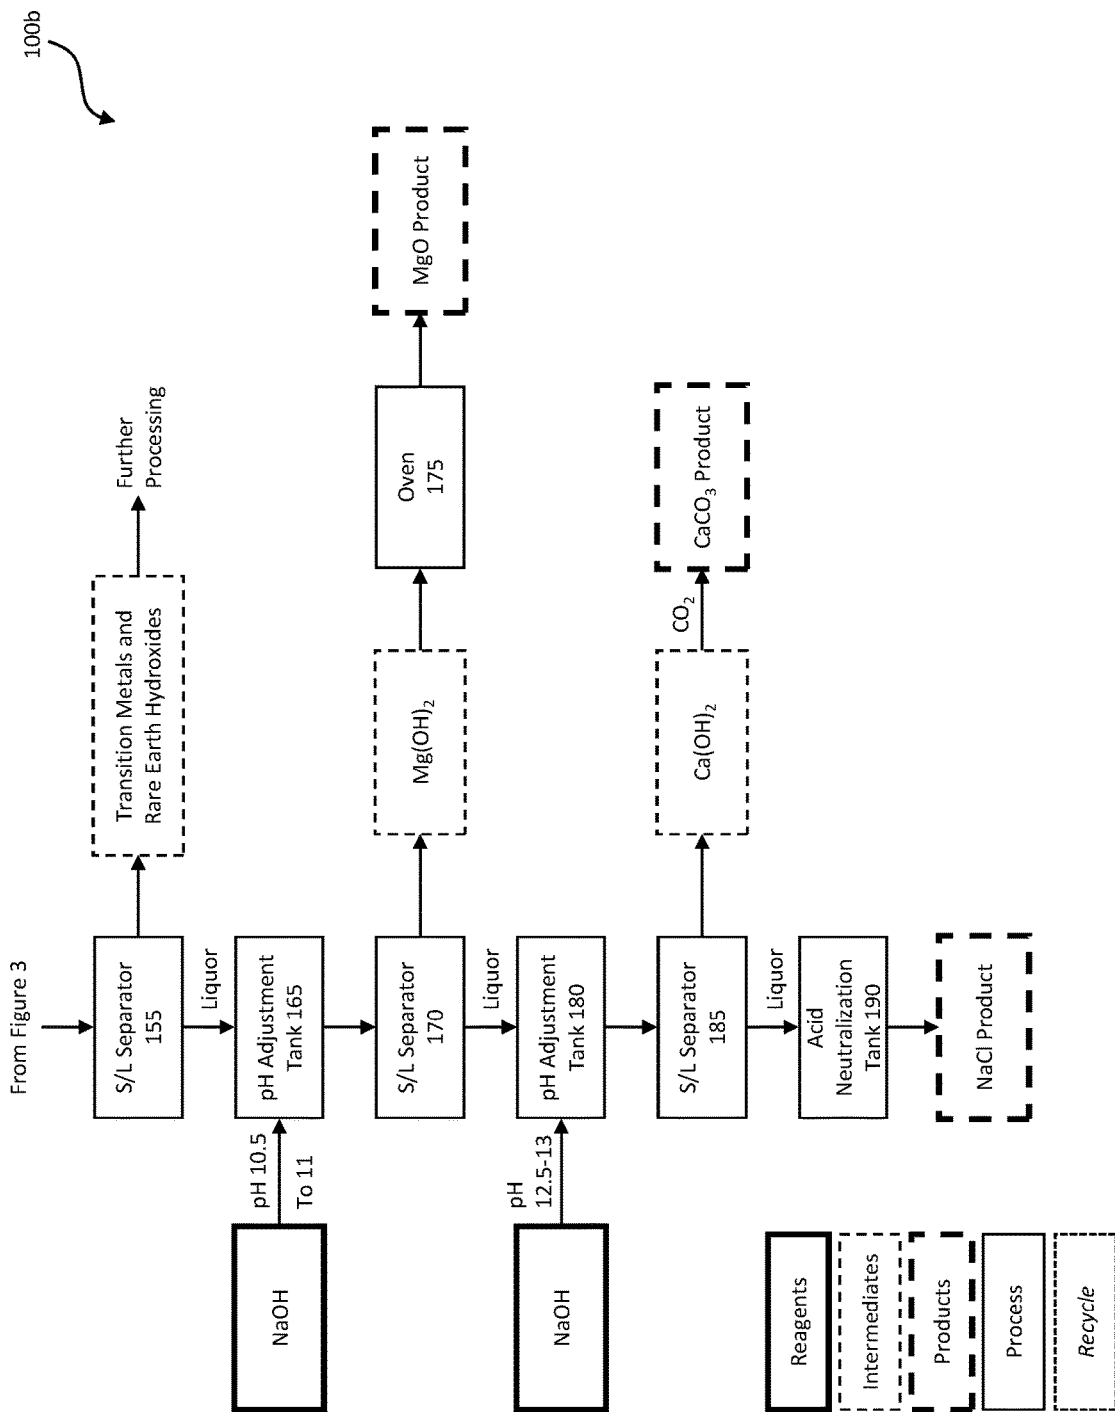 100b
From Figure 3
S/L Separator
155
Transition Metals and
Rare Earth Hydroxides
Further
Processing
Liquor
NaOH
pH 10.5
To 11
pH Adjustment
Tank 165
S/L Separator
170
Mg(OH)2
Oven
175
MgO Product
Liquor
NaOH
pH
12.5-13
pH Adjustment
Tank 180
S/L Separator
185
Ca(OH)2
CO2
CaCO3 Product
Liquor
Acid
Neutralization
Tank 190
NaCl Product
Reagents
Intermediates
Products
Process
Recycle